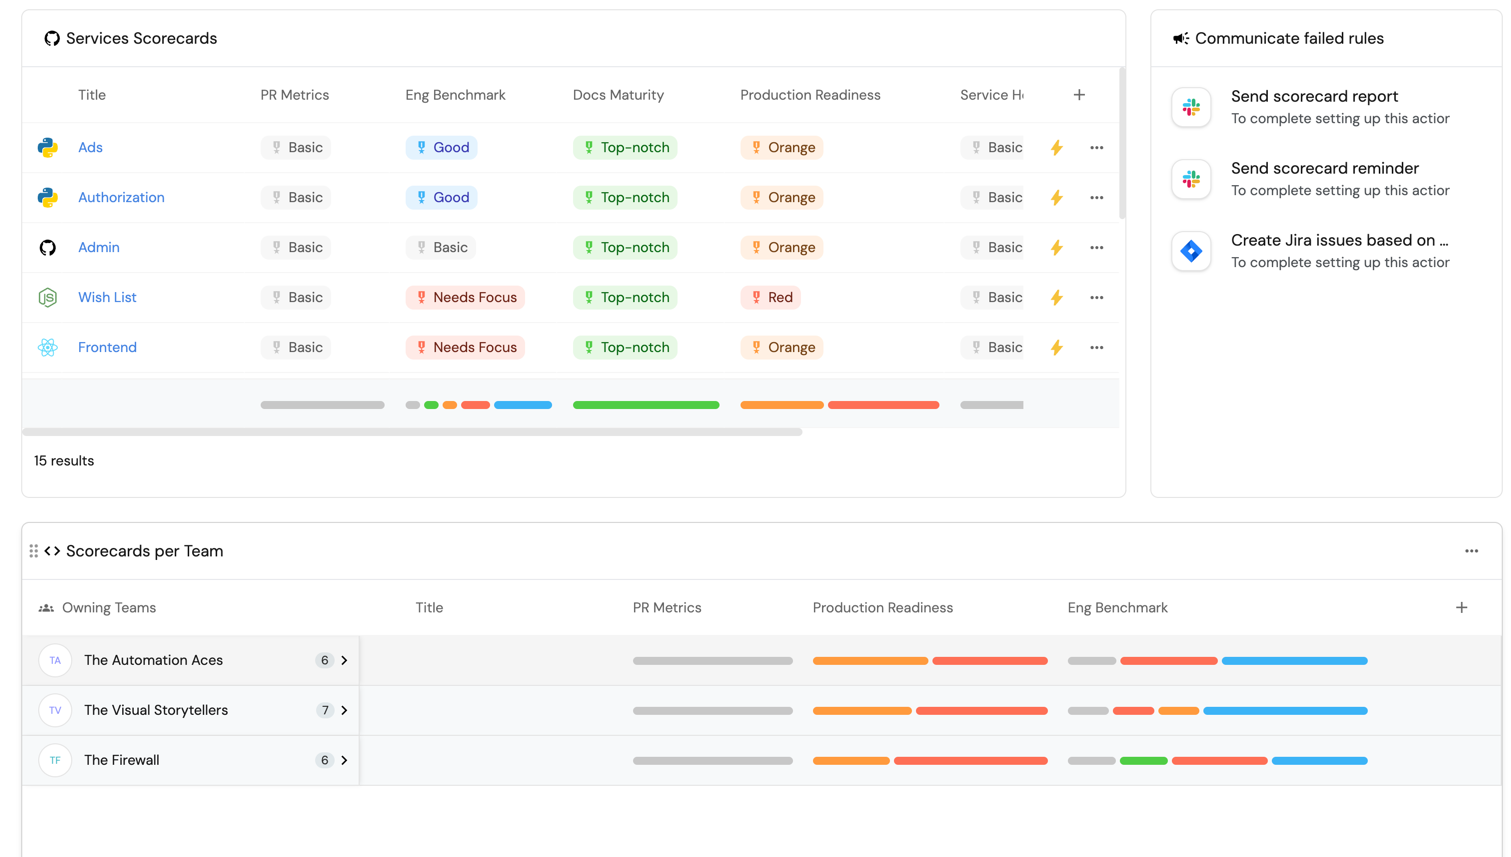 Services Scorecards
Title PR Metrics Eng Benchmark Docs Maturity Production Readiness Service H
Ads Basic Good Top-notch Orange Basic
Authorization Basic Good Top-notch Orange Basic
Admin Basic Basic Top-notch Orange Basic
JS Wish List Basic Needs Focus Top-notch Red Basic
Frontend Basic Needs Focus Top-notch Orange Basic
15 results
Communicate failed rules
Send scorecard report
To complete setting up this action
Send scorecard reminder
To complete setting up this action
Create Jira issues based on ...
To complete setting up this action
Scorecards per Team
Owning Teams Title PR Metrics Production Readiness Eng Benchmark
TA The Automation Aces 6
TV The Visual Storytellers 7
TF The Firewall 6